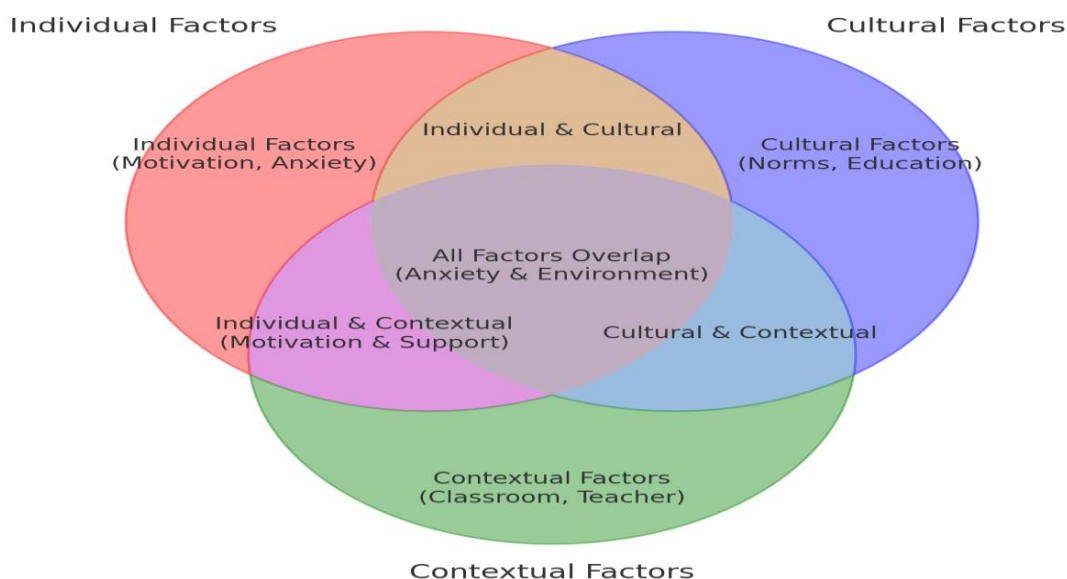 Individual Factors
Cultural Factors
Individual & Cultural
Individual Factors
(Motivation, Anxiety)
Cultural Factors
(Norms, Education)
All Factors Overlap
(Anxiety & Environment)
Individual & Contextual
(Motivation & Support)
Cultural & Contextual
Contextual Factors
(Classroom, Teacher)
Contextual Factors